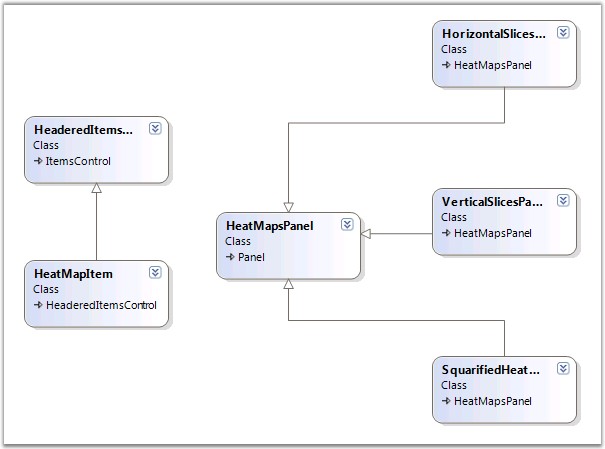 HorizontalSlices...
Class
HeatMapsPanel
HeaderedItems...
Class
ItemsControl
VerticalSlicesPa...
Class
HeatMapsPanel
HeatMapsPanel
Class
Panel
HeatMapItem
Class
HeaderedItemsControl
SquarifiedHeat...
Class
HeatMapsPanel